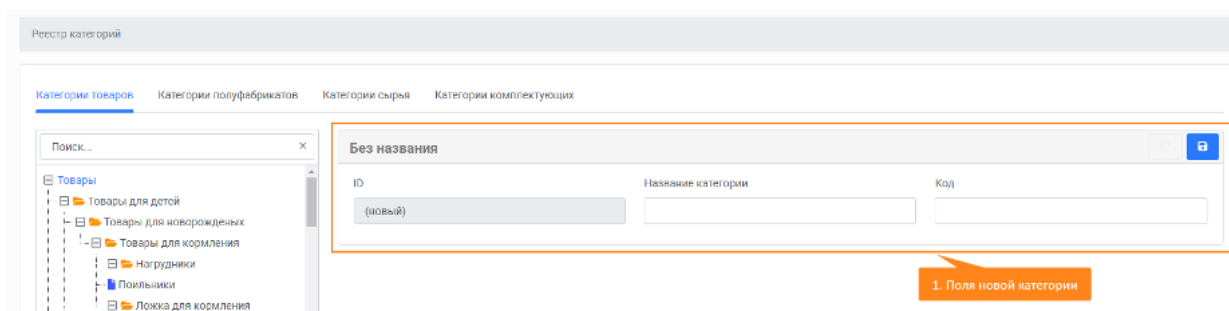 Реестр категорий
Категории товаров Категории полуфабрикатов Категории сырья Категории комплектующих
Поиск... ×
Без названия
Товары
ID Название категории Код
Товары для детей
(новый)
Товары для новорожденых
Товары для кормления
Нагрудники
Поильники
Ложка для кормления
1. Поля новой категории